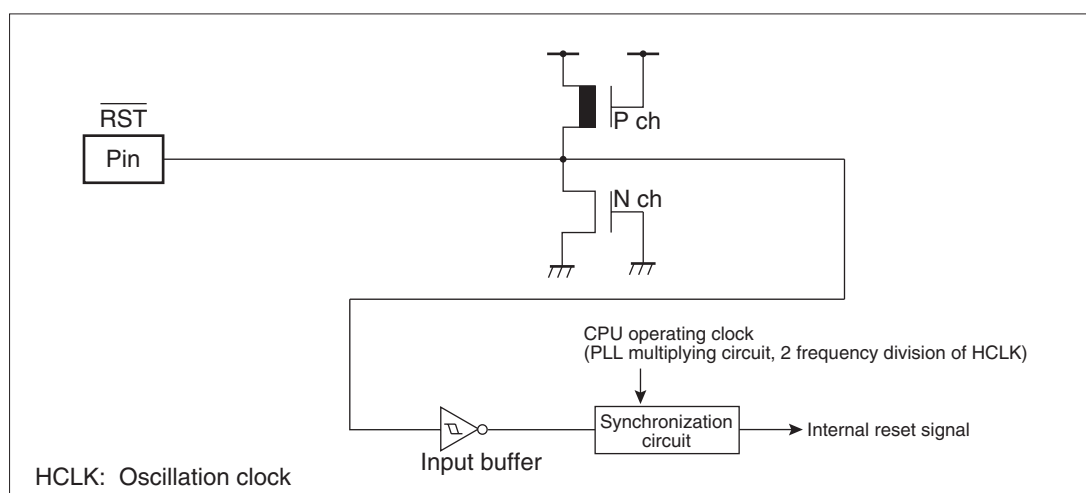 RST
Pin
P ch
N ch
CPU operating clock
(PLL multiplying circuit, 2 frequency division of HCLK)
Synchronization
circuit
Internal reset signal
Input buffer
HCLK: Oscillation clock